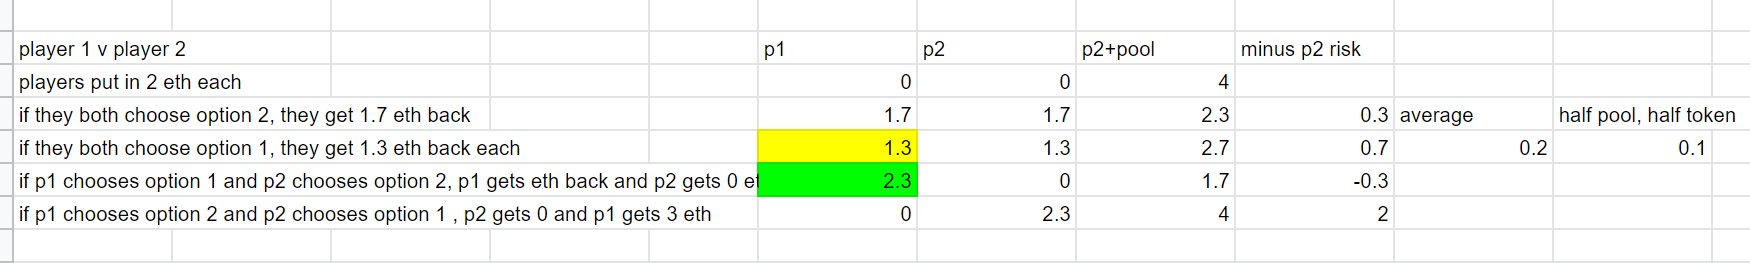 player 1 v player 2 p1 p2 p2+pool minus p2 risk
players put in 2 eth each 0 0 4
if they both choose option 2, they get 1.7 eth back 1.7 1.7 2.3 0.3 average half pool, half token
if they both choose option 1, they get 1.3 eth back each 1.3 1.3 2.7 0.7 0.2 0.1
if p1 chooses option 1 and p2 chooses option 2, p1 gets eth back and p2 gets 0 et 2.3 0 1.7 -0.3
if p1 chooses option 2 and p2 chooses option 1 , p2 gets 0 and p1 gets 3 eth 0 2.3 4 2